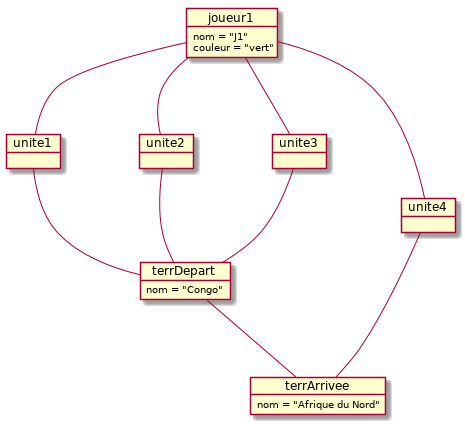 joueur1
nom = "J1"
couleur = "vert"
unite1
unite2
unite3
unite4
terrDepart
nom = "Congo"
terrArrivee
nom = "Afrique du Nord"